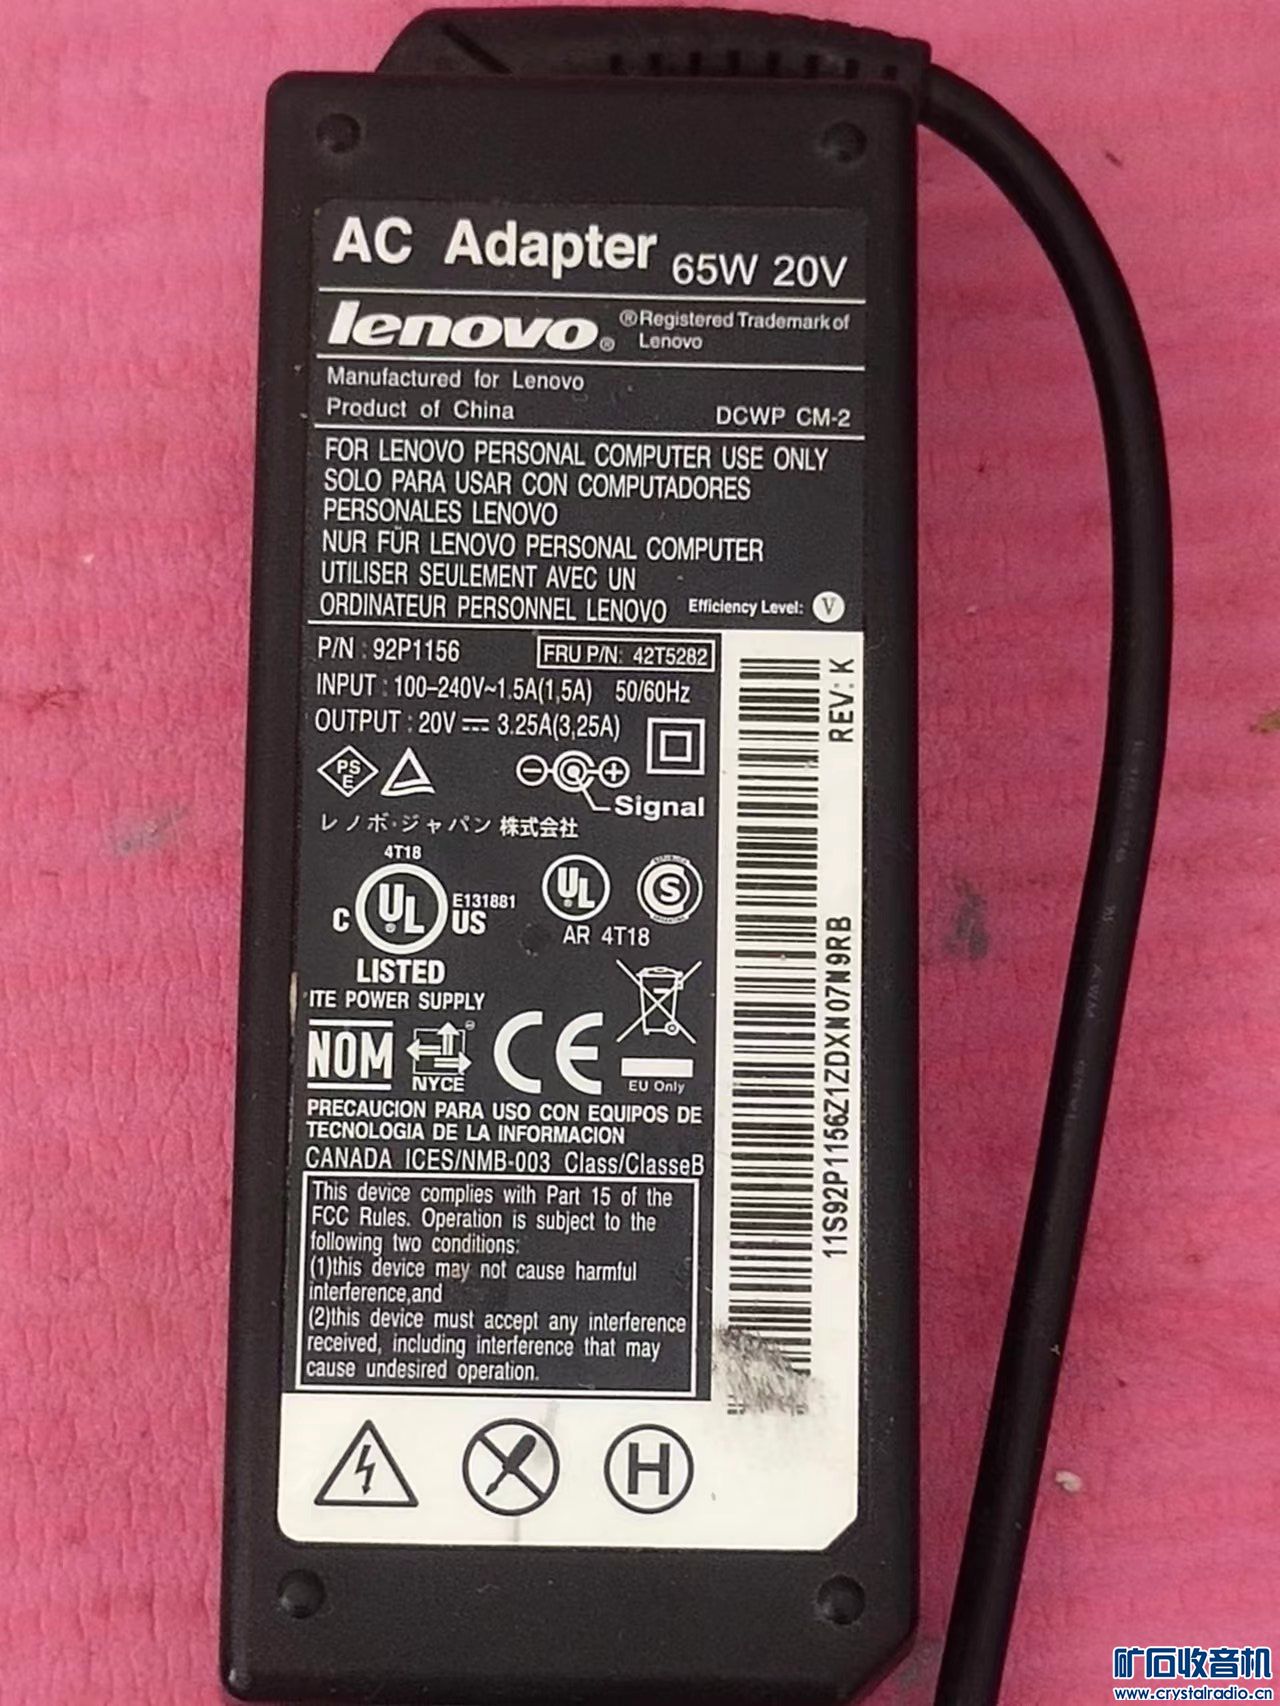 AC Adapter 65W 20V
lenovo® ®Registered Trademark of
Lenovo
Manufactured for Lenovo
Product of China DCWP CM-2
FOR LENOVO PERSONAL COMPUTER USE ONLY
SOLO PARA USAR CON COMPUTADORES
PERSONALES LENOVO
NUR FÜR LENOVO PERSONAL COMPUTER
UTILISER SEULEMENT AVEC UN
ORDINATEUR PERSONNEL LENOVO Efficiency Level: V
P/N : 92P1156 FRU P/N: 42T5282
INPUT : 100-240V~1.5A(1,5A) 50/60Hz
OUTPUT : 20V ⎓ 3.25A(3,25A)
PS
E
Signal
レノボ・ジャパン 株式会社
4T18
C UL US E131881
LISTED
ITE POWER SUPPLY
UL
AR 4T18
S
NOM NYCE CE
EU Only
PRECAUCION PARA USO CON EQUIPOS DE
TECNOLOGIA DE LA INFORMACION
CANADA ICES/NMB-003 Class/ClasseB
This device complies with Part 15 of the
FCC Rules. Operation is subject to the
following two conditions:
(1)this device may not cause harmful
interference,and
(2)this device must accept any interference
received, including interference that may
cause undesired operation.
H
REV: K
11S92P1156Z1ZDXN07N9RB
矿石收音机
www.crystalradio.cn